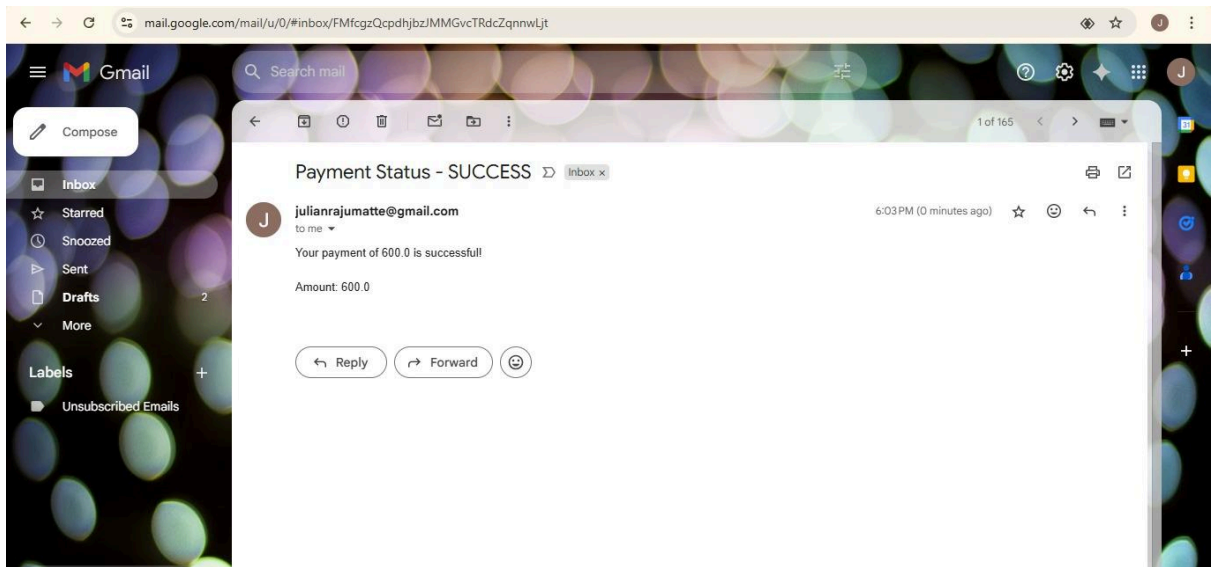 mail.google.com/mail/u/0/#inbox/FMfcgzQcpdhjbzJMMGvcTRdcZqnnwLjt
J
Gmail
Search mail
J
Compose
1 of 165
31
Inbox
Starred
Snoozed
Sent
Drafts 2
More
Labels
Unsubscribed Emails
Payment Status - SUCCESS Inbox x
J
julianrajumatte@gmail.com 6:03 PM (0 minutes ago)
to me
Your payment of 600.0 is successful!
Amount: 600.0
Reply Forward